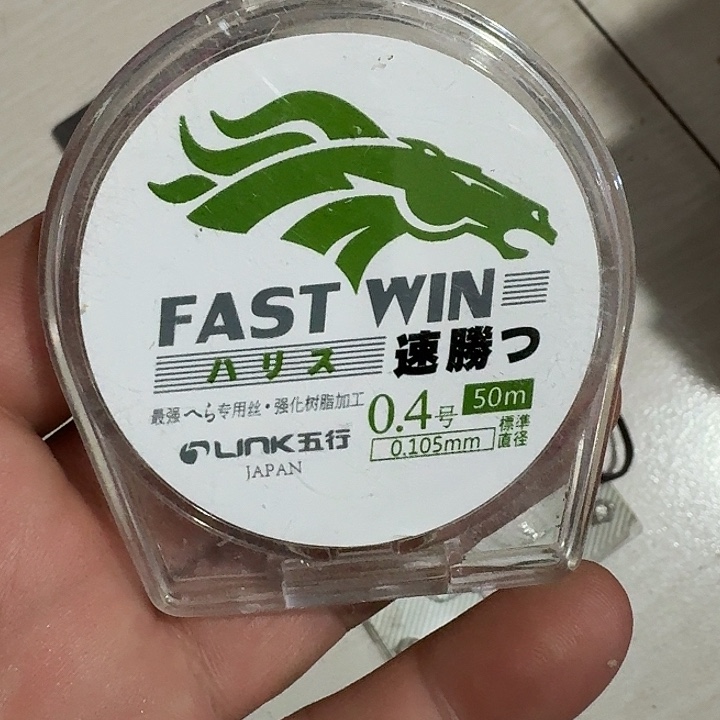 FAST WIN
ハリス 速勝つ
最强へら专用丝·强化树脂加工
0.4号 50m
0.105mm 標準直径
LINK五行
JAPAN